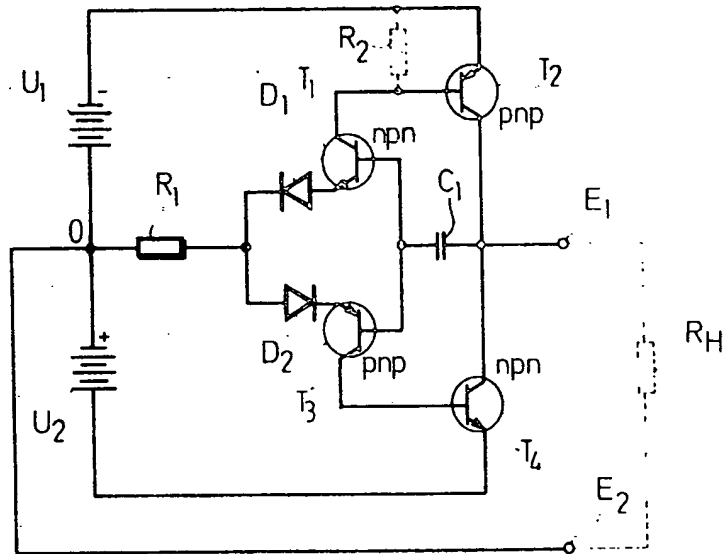 R2
U1
-
D1
T1
T2
npn
pnp
R1
C1
E1
0
+
RH
D2
pnp
npn
U2
T3
T4
E2